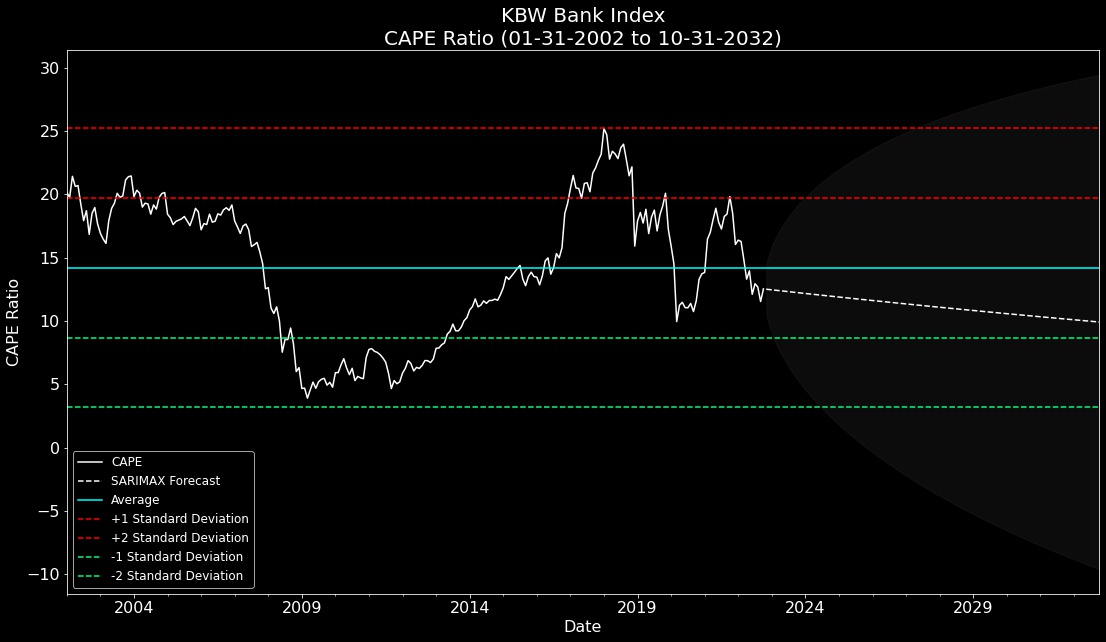 KBW Bank Index
CAPE Ratio (01-31-2002 to 10-31-2032)
30
25
20
15
10
5
0
−5
−10
CAPE Ratio
CAPE
SARIMAX Forecast
Average
+1 Standard Deviation
+2 Standard Deviation
-1 Standard Deviation
-2 Standard Deviation
2004
2009
2014
2019
2024
2029
Date